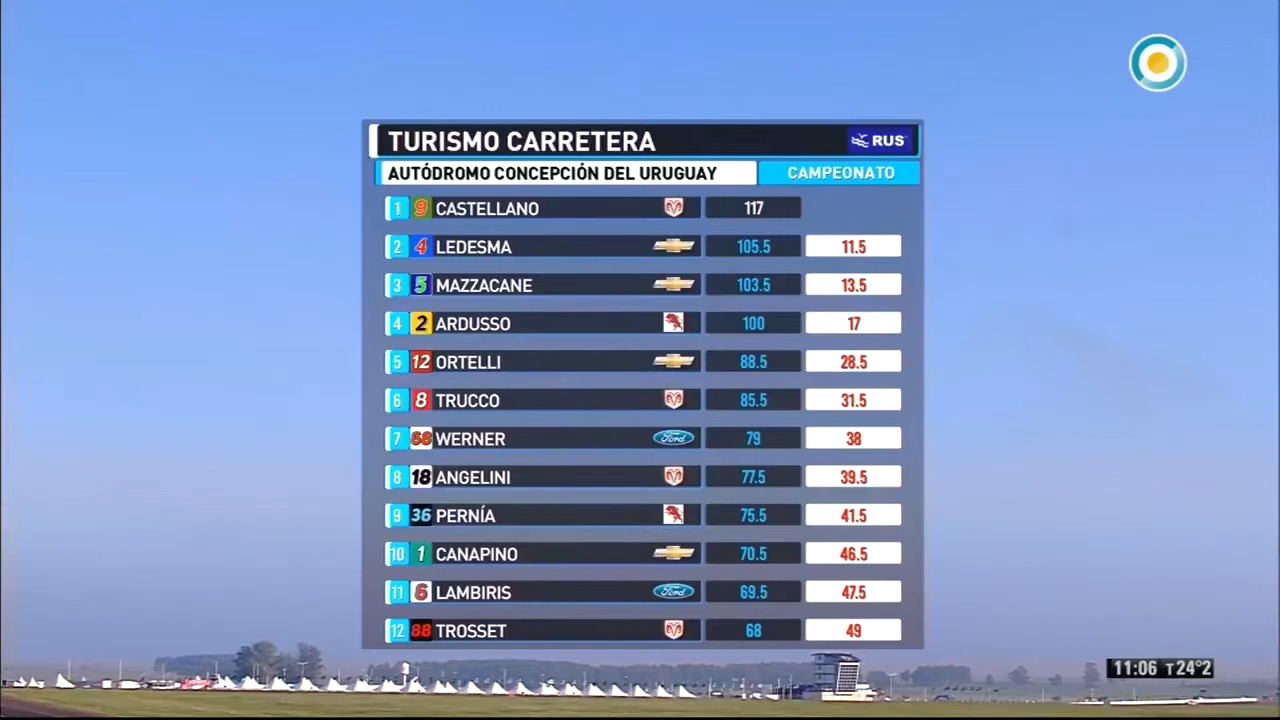 TURISMO CARRETERA RUS
AUTÓDROMO CONCEPCIÓN DEL URUGUAY CAMPEONATO
1 9 CASTELLANO 117
2 4 LEDESMA 105.5 11.5
3 5 MAZZACANE 103.5 13.5
4 2 ARDUSSO 100 17
5 12 ORTELLI 88.5 28.5
6 8 TRUCCO 85.5 31.5
7 68 WERNER Ford 79 38
8 18 ANGELINI 77.5 39.5
9 36 PERNÍA 75.5 41.5
10 1 CANAPINO 70.5 46.5
11 6 LAMBIRIS Ford 69.5 47.5
12 88 TROSSET 68 49
11:06 T24°2